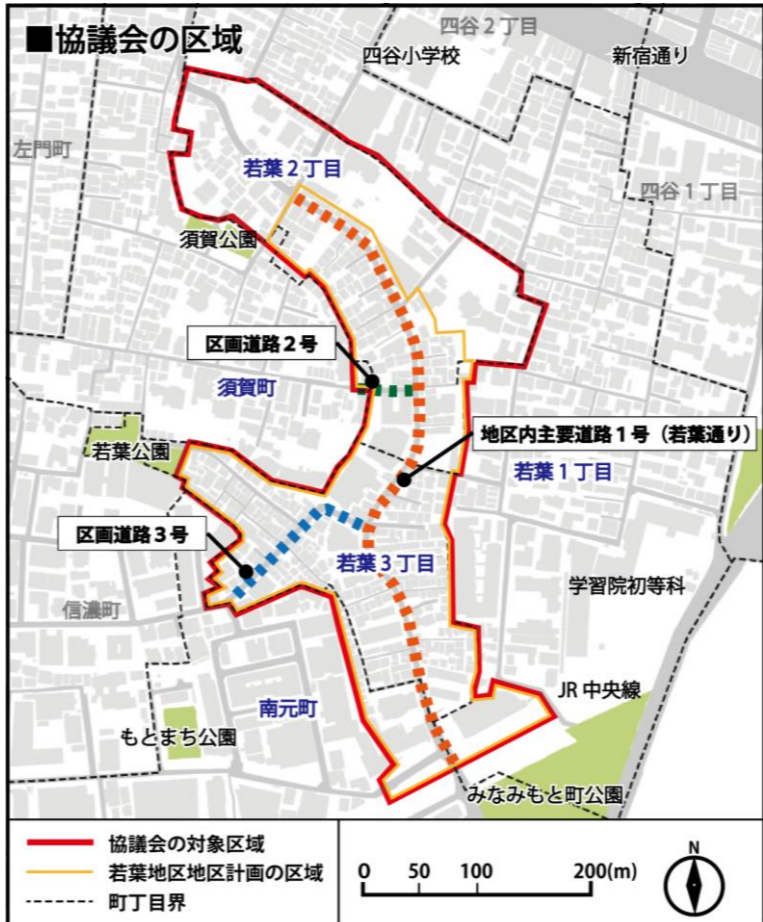 ■協議会の区域
四谷2丁目
四谷小学校
新宿通り
左門町
若葉2丁目
四谷1丁目
須賀公園
区画道路2号
須賀町
地区内主要道路1号（若葉通り）
若葉公園
若葉1丁目
区画道路3号
若葉3丁目
学習院初等科
信濃町
JR中央線
南元町
もとまち公園
みなみもと町公園
協議会の対象区域
若葉地区地区計画の区域
町丁目界
0 50 100 200(m)
N